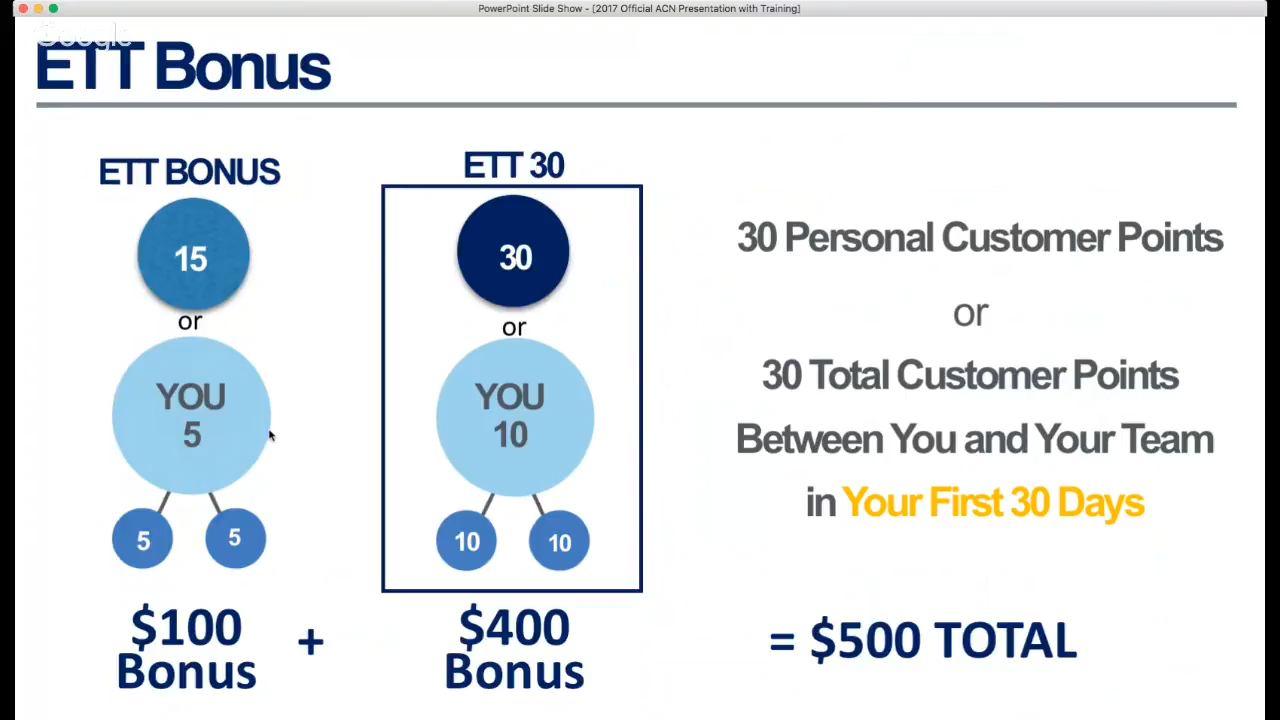 PowerPoint Slide Show - [2017 Official ACN Presentation with Training]
Google
ETT Bonus
ETT BONUS
15
or
YOU
5
5
5
$100
Bonus
+
ETT 30
30
or
YOU
10
10
10
$400
Bonus
30 Personal Customer Points
or
30 Total Customer Points
Between You and Your Team
in Your First 30 Days
= $500 TOTAL